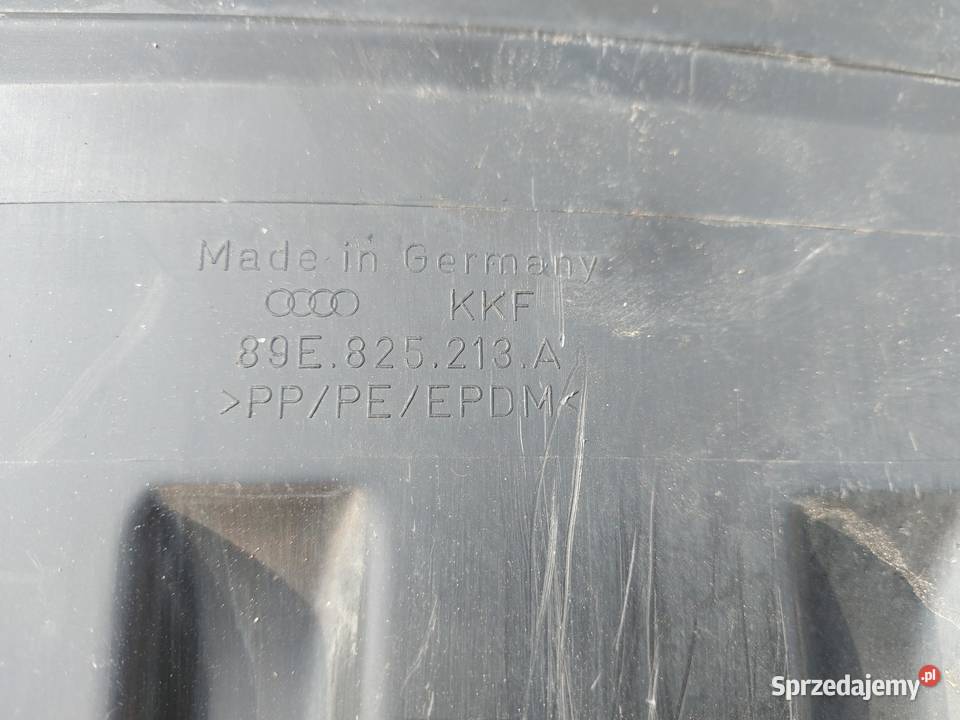 Made in Germany
KKF
89E.825.213.A
>PP/PE/EPDM<
Sprzedajemy.pl